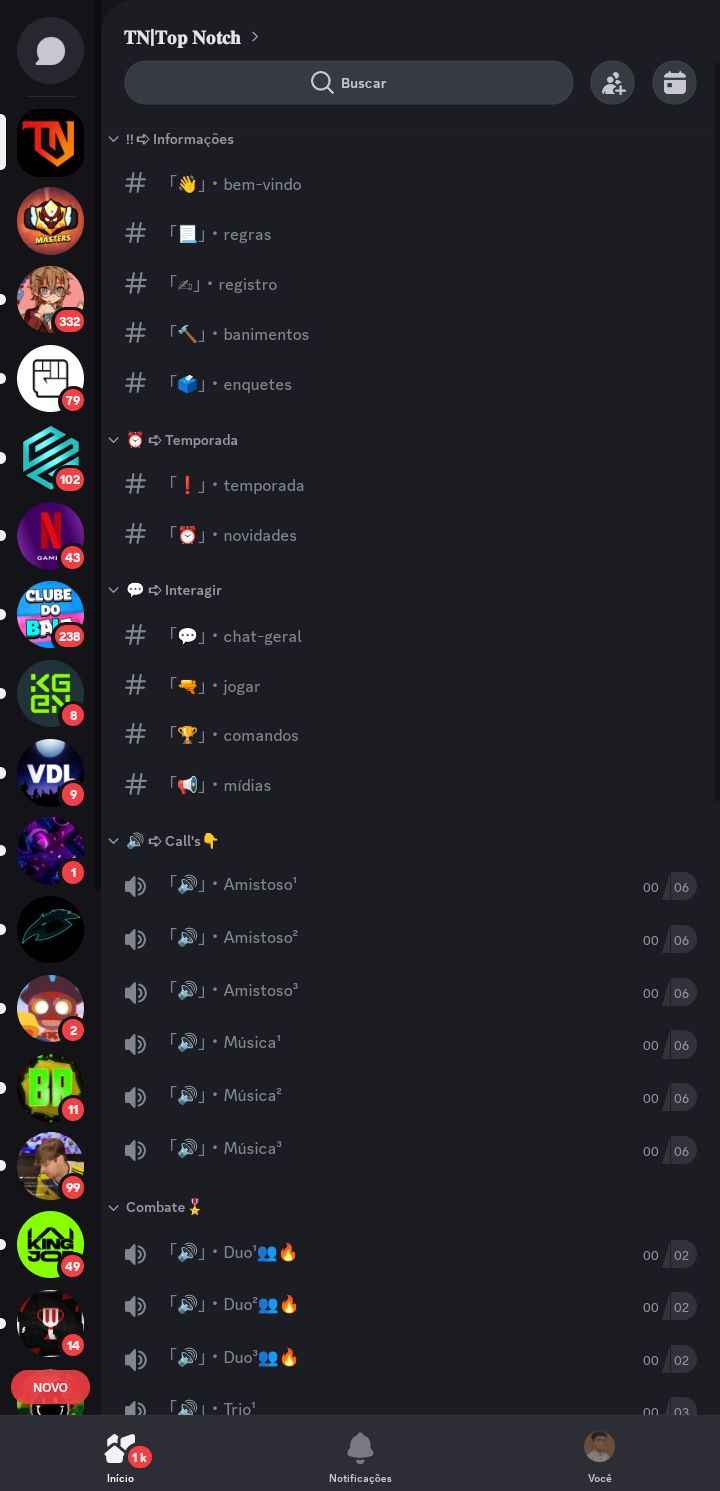 TN|Top Notch
Buscar
!! ➪ Informações
「👋」• bem-vindo
「📃」• regras
「✍」• registro
「🔨」• banimentos
「🗳️」• enquetes
⏰ ➪ Temporada
「❗」• temporada
「⏰」• novidades
💬 ➪ Interagir
「💬」• chat-geral
「🔫」• jogar
「🏆」• comandos
「📢」• mídias
🔊 ➪ Call's👇
「🔊」• Amistoso¹ 00 06
「🔊」• Amistoso² 00 06
「🔊」• Amistoso³ 00 06
「🔊」• Música¹ 00 06
「🔊」• Música² 00 06
「🔊」• Música³ 00 06
Combate🎖️
「🔊」• Duo¹👥🔥 00 02
「🔊」• Duo²👥🔥 00 02
「🔊」• Duo³👥🔥 00 02
「🔊」• Trio¹ 00 03
TN
MASTERS
332
79
102
N
GAMI
43
CLUBE
DO
238
KG
EN
8
VDL
9
1
2
BP
11
99
KING
JOE
49
14
NOVO
1 k
Início
Notificações
Você